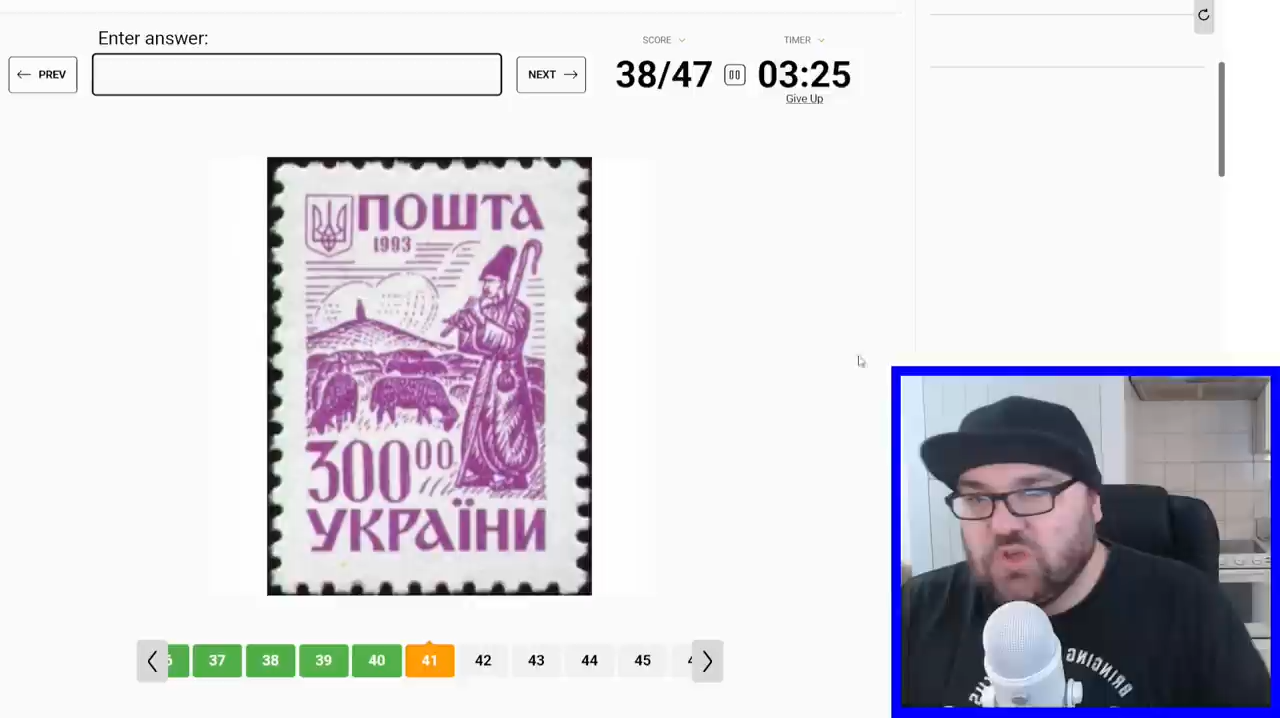 Enter answer:
SCORE
TIMER
← PREV
NEXT →
38/47
03:25
Give Up
ПОШТА
1993
300⁰⁰
УКРАЇНИ
37
38
39
40
41
42
43
44
45
BRINGING